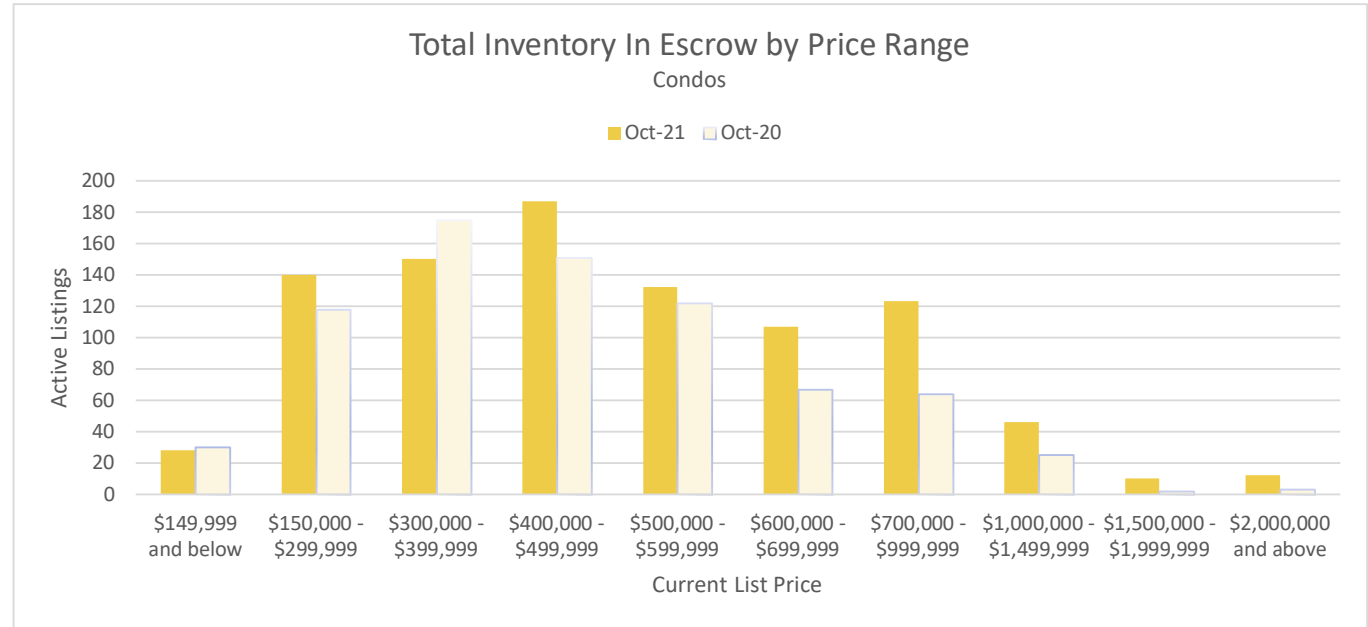 Total Inventory In Escrow by Price Range
Condos
Oct-21 Oct-20
200
180
160
140
120
100
80
60
40
20
0
Active Listings
$149,999 and below
$150,000 - $299,999
$300,000 - $399,999
$400,000 - $499,999
$500,000 - $599,999
$600,000 - $699,999
$700,000 - $999,999
$1,000,000 - $1,499,999
$1,500,000 - $1,999,999
$2,000,000 and above
Current List Price